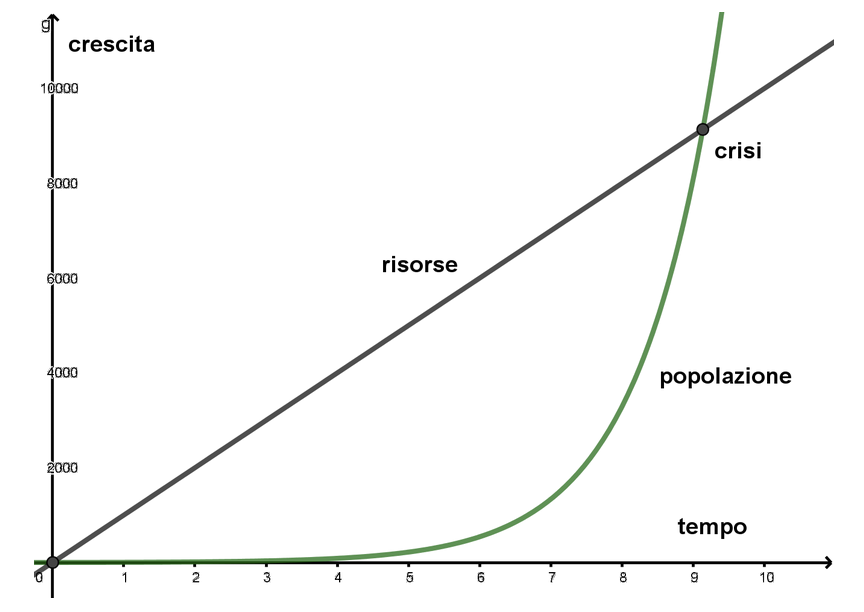 g
crescita
10000
8000
crisi
risorse
6000
4000
popolazione
2000
tempo
0 1 2 3 4 5 6 7 8 9 10